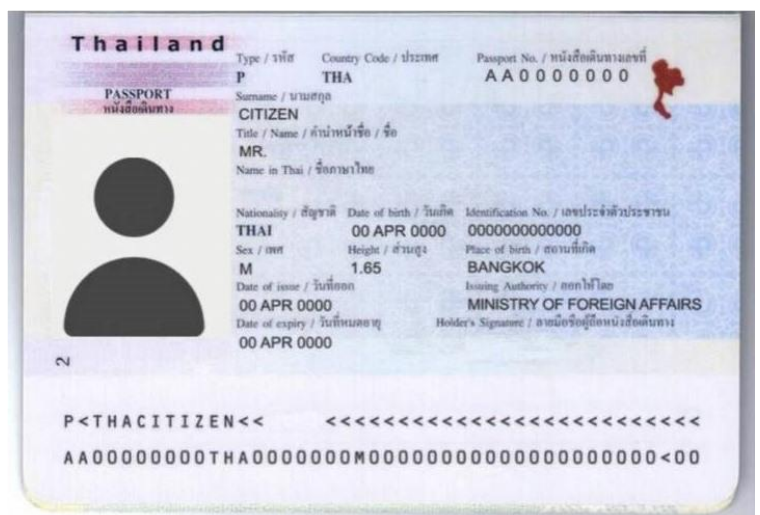 Thailand
PASSPORT
หนังสือเดินทาง
Type / รหัส Country Code / ประเทศ Passport No. / หนังสือเดินทางเลขที่
P THA AA0000000
Surname / นามสกุล
CITIZEN
Title / Name / คำนำหน้าชื่อ / ชื่อ
MR.
Name in Thai / ชื่อภาษาไทย
Nationality / สัญชาติ Date of birth / วันเกิด Identification No. / เลขประจำตัวประชาชน
THAI 00 APR 0000 0000000000000
Sex / เพศ Height / ส่วนสูง Place of birth / สถานที่เกิด
M 1.65 BANGKOK
Date of issue / วันที่ออก Issuing Authority / ออกให้โดย
00 APR 0000 MINISTRY OF FOREIGN AFFAIRS
Date of expiry / วันที่หมดอายุ Holder's Signature / ลายมือชื่อผู้ถือหนังสือเดินทาง
00 APR 0000
2
P<THACITIZEN<< <<<<<<<<<<<<<<<<<<<<<<<<<<
AA00000000THA0000000M00000000000000000000000<00